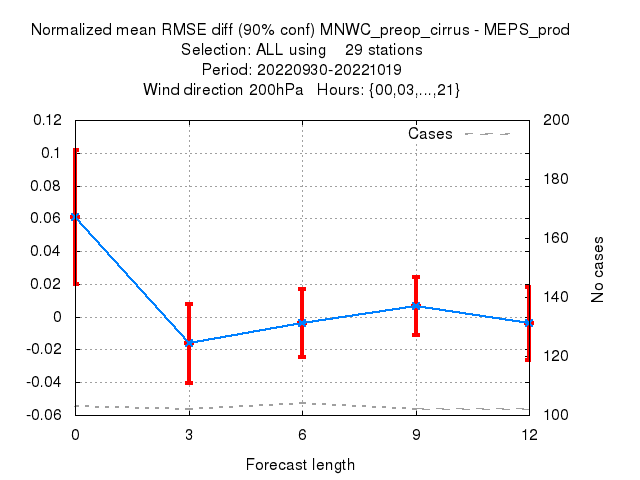 Normalized mean RMSE diff (90% conf) MNWC_preop_cirrus - MEPS_prod
Selection: ALL using 29 stations
Period: 20220930-20221019
Wind direction 200hPa Hours: {00,03,...,21}
Cases
0.12
0.1
0.08
0.06
0.04
0.02
0
-0.02
-0.04
-0.06
200
180
160
140
120
100
No cases
0 3 6 9 12
Forecast length